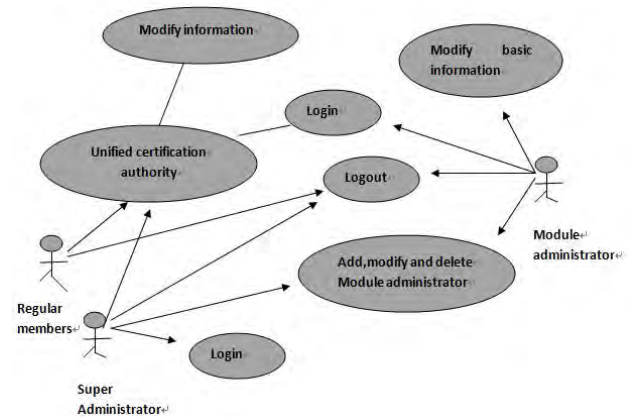 Modify information
Modify basic
information
Login
Unified certification
authority
Logout
Module
administrator
Add,modify and delete
Module administrator
Regular
members
Login
Super
Administrator